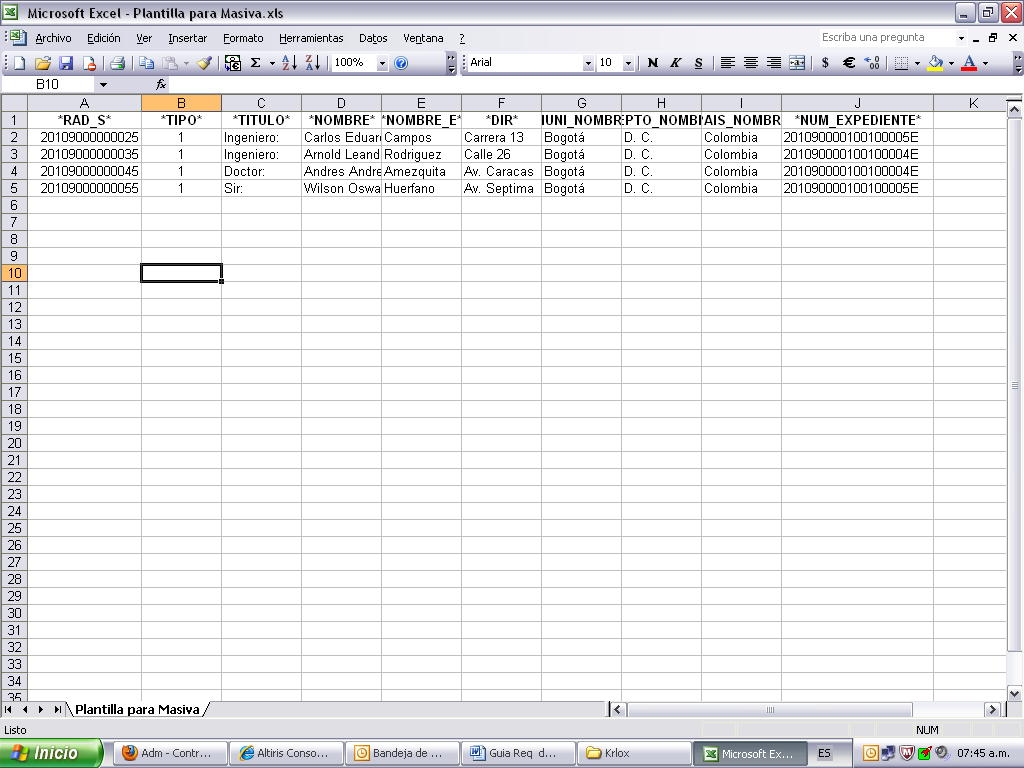 Microsoft Excel - Plantilla para Masiva.xls
Archivo Edición Ver Insertar Formato Herramientas Datos Ventana ? Escriba una pregunta
100% Arial 10 N K S $ €
B10 fx
A B C D E F G H I J K
1 *RAD_S* *TIPO* *TITULO* *NOMBRE* *NOMBRE_E* *DIR* IUNI_NOMBRE PTO_NOMBI AIS_NOMBR *NUM_EXPEDIENTE*
2 20109000000025 1 Ingeniero: Carlos Eduar Campos Carrera 13 Bogotá D. C. Colombia 201090000100100005E
3 20109000000035 1 Ingeniero: Arnold Leand Rodriguez Calle 26 Bogotá D. C. Colombia 201090000100100004E
4 20109000000045 1 Doctor: Andres Andre Amezquita Av. Caracas Bogotá D. C. Colombia 201090000100100004E
5 20109000000055 1 Sir: Wilson Oswa Huerfano Av. Septima Bogotá D. C. Colombia 201090000100100005E
6
7
8
9
10
11
12
13
14
15
16
17
18
19
20
21
22
23
24
25
26
27
28
29
30
31
32
33
34
35
Plantilla para Masiva
Listo NUM
Inicio Adm - Contr... Altiris Conso... Bandeja de ... Guia Req d... Krlox Microsoft Ex... ES 07:45 a.m.